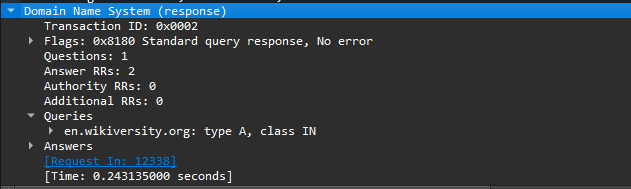 Domain Name System (response)
Transaction ID: 0x0002
Flags: 0x8180 Standard query response, No error
Questions: 1
Answer RRs: 2
Authority RRs: 0
Additional RRs: 0
Queries
en.wikiversity.org: type A, class IN
Answers
[Request In: 12338]
[Time: 0.243135000 seconds]